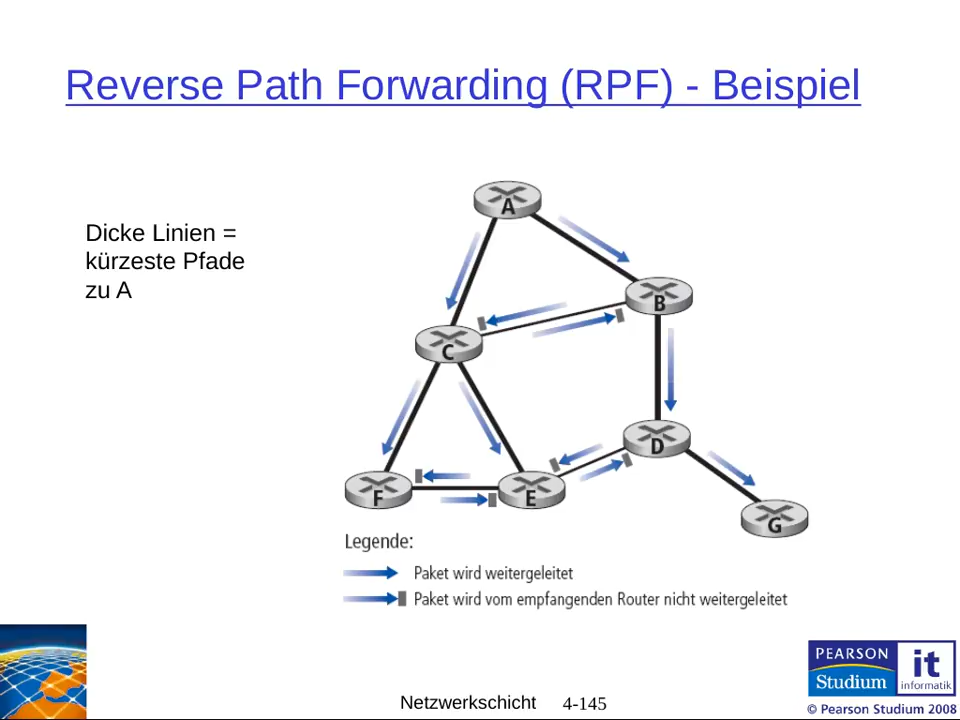 Reverse Path Forwarding (RPF) - Beispiel
Dicke Linien =
kürzeste Pfade
zu A
A
B
C
D
F
E
G
Legende:
Paket wird weitergeleitet
Paket wird vom empfangenden Router nicht weitergeleitet
PEARSON
Studium
it
informatik
Netzwerkschicht 4-145
© Pearson Studium 2008